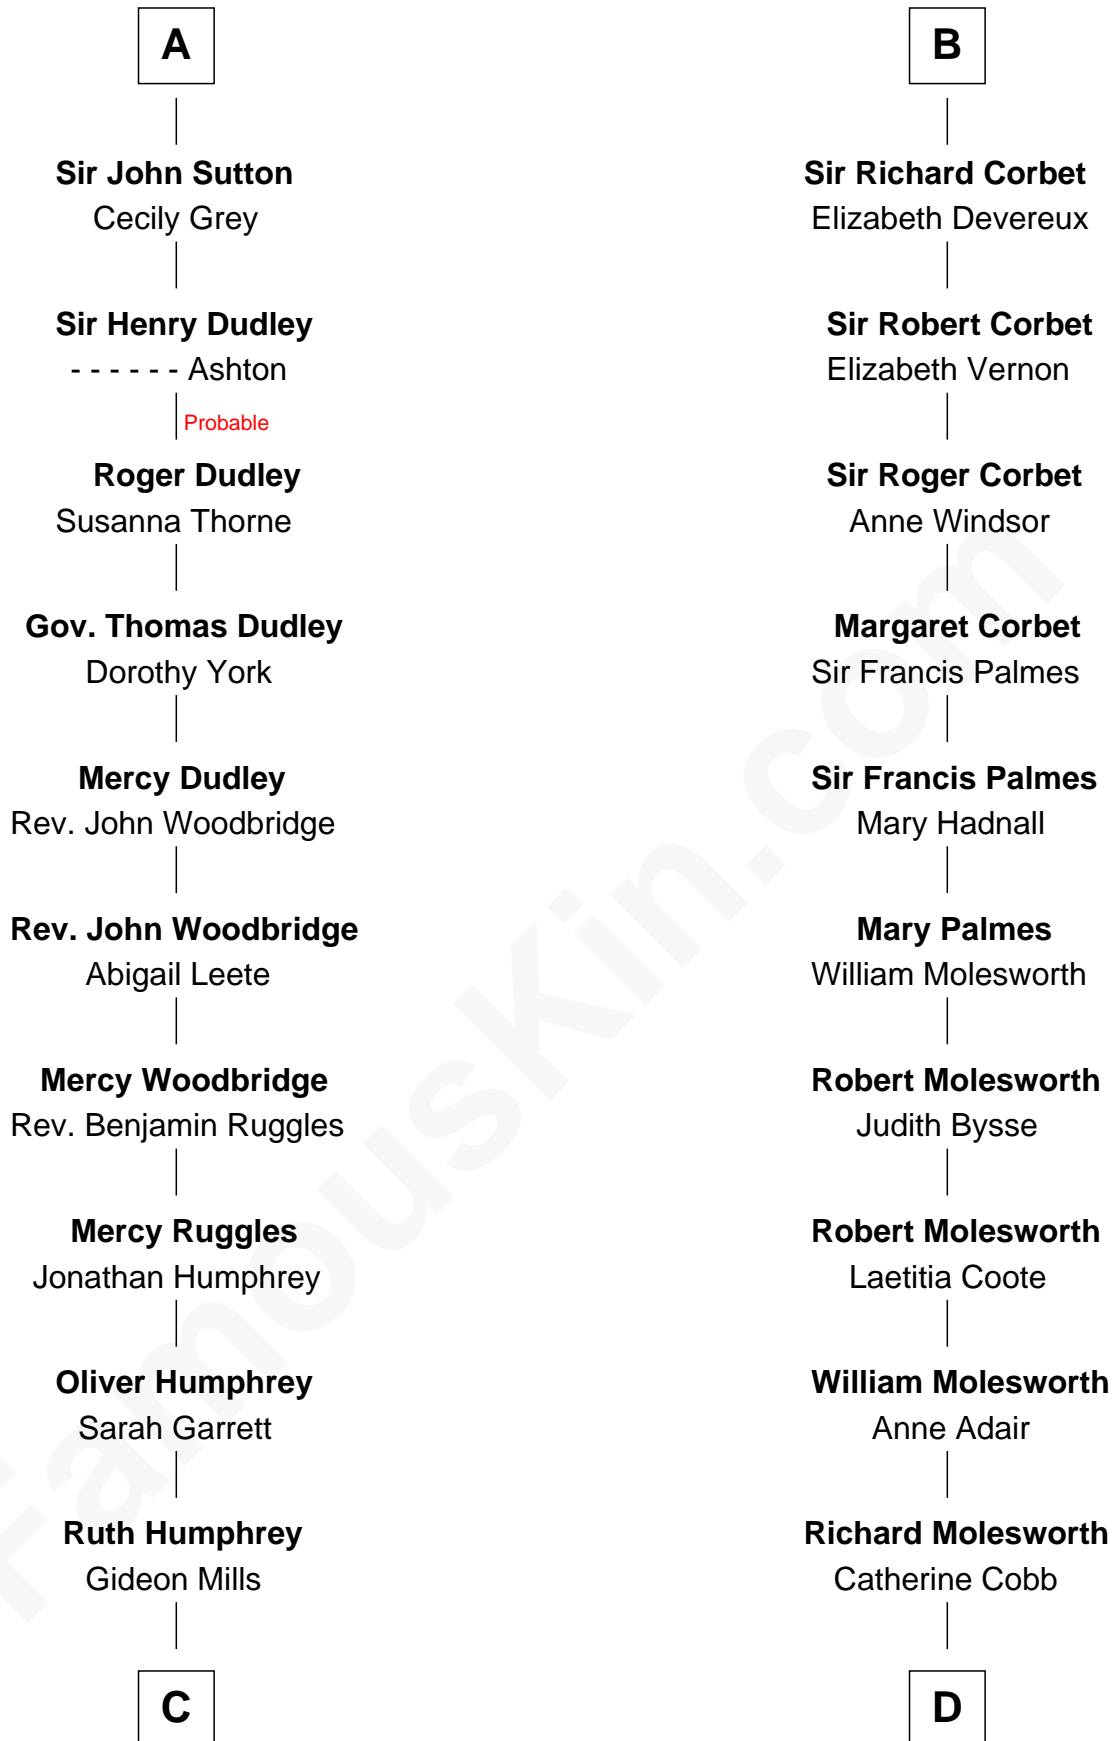 A
Sir John Sutton
Cecily Grey
Sir Henry Dudley
- - - - - - Ashton
Probable
Roger Dudley
Susanna Thorne
Gov. Thomas Dudley
Dorothy York
Mercy Dudley
Rev. John Woodbridge
Rev. John Woodbridge
Abigail Leete
Mercy Woodbridge
Rev. Benjamin Ruggles
Mercy Ruggles
Jonathan Humphrey
Oliver Humphrey
Sarah Garrett
Ruth Humphrey
Gideon Mills
C
B
Sir Richard Corbet
Elizabeth Devereux
Sir Robert Corbet
Elizabeth Vernon
Sir Roger Corbet
Anne Windsor
Margaret Corbet
Sir Francis Palmes
Sir Francis Palmes
Mary Hadnall
Mary Palmes
William Molesworth
Robert Molesworth
Judith Bysse
Robert Molesworth
Laetitia Coote
William Molesworth
Anne Adair
Richard Molesworth
Catherine Cobb
D
FamousKin.com